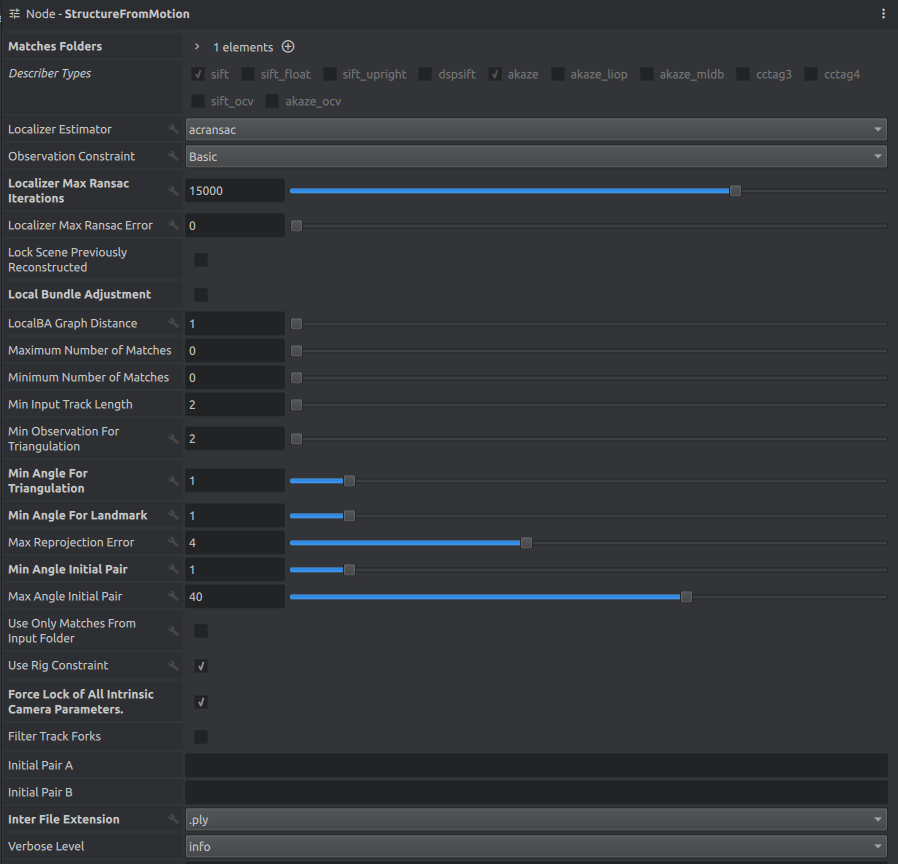 Node - StructureFromMotion
Matches Folders
1 elements
Describer Types
sift
sift_float
sift_upright
dspsift
akaze
akaze_liop
akaze_mldb
cctag3
cctag4
sift_ocv
akaze_ocv
Localizer Estimator
acransac
Observation Constraint
Basic
Localizer Max Ransac
Iterations
15000
Localizer Max Ransac Error
0
Lock Scene Previously
Reconstructed
Local Bundle Adjustment
LocalBA Graph Distance
1
Maximum Number of Matches
0
Minimum Number of Matches
0
Min Input Track Length
2
Min Observation For
Triangulation
2
Min Angle For
Triangulation
1
Min Angle For Landmark
1
Max Reprojection Error
4
Min Angle Initial Pair
1
Max Angle Initial Pair
40
Use Only Matches From
Input Folder
Use Rig Constraint
Force Lock of All Intrinsic
Camera Parameters.
Filter Track Forks
Initial Pair A
Initial Pair B
Inter File Extension
.ply
Verbose Level
info